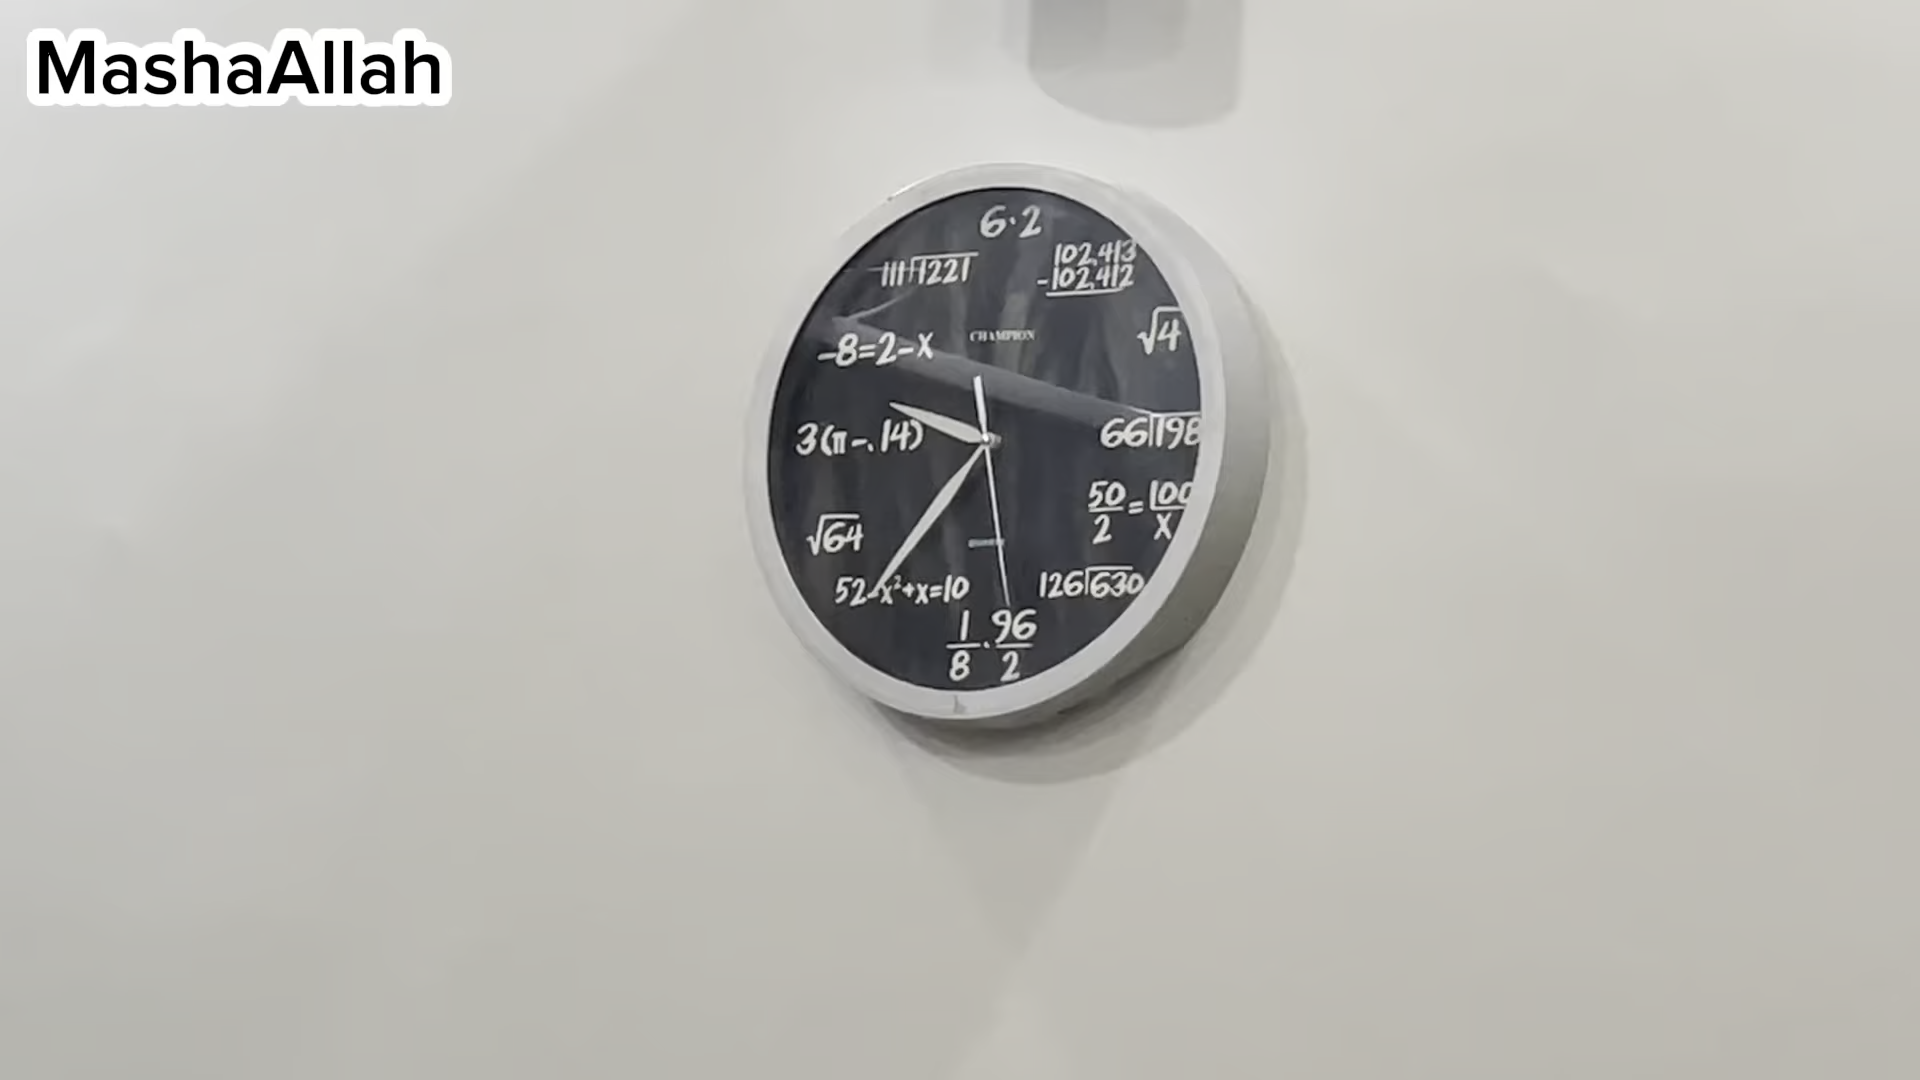 MashaAllah
6·2
111⟌1221
102,413
-102,412
√4
-8=2-x
CHAMPION
3(π-.14)
66⟌198
50/2=100/x
√64
52-x²+x=10
126⟌630
1/8·96/2